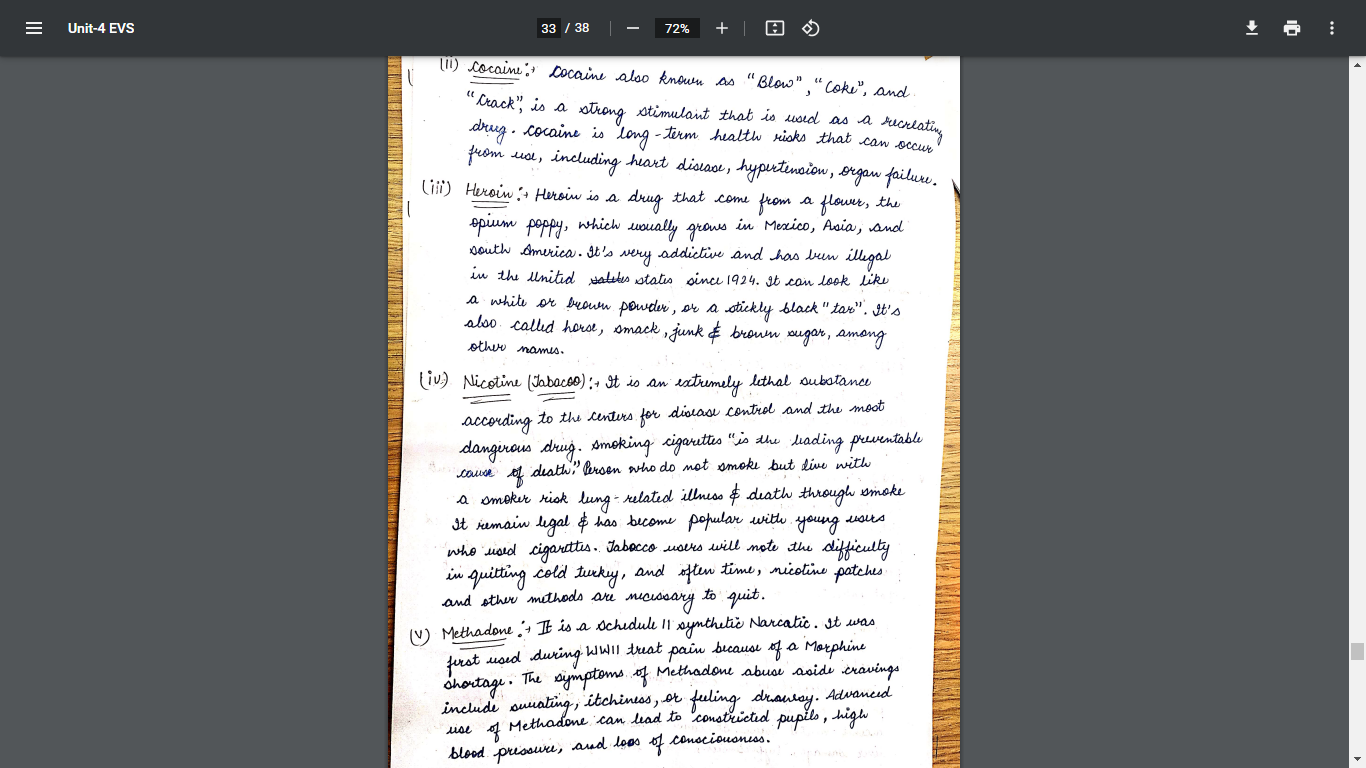 Unit-4 EVS
33 / 38
72%
(ii) Cocaine :→ Cocaine also known as "Blow", "Coke", and
"Crack", is a strong stimulant that is used as a recreating
drug. Cocaine is long-term health risks that can occur
from use, including heart disease, hypertension, organ failure.
(iii) Heroin :→ Heroin is a drug that come from a flower, the
opium poppy, which usually grows in Mexico, Asia, and
south America. It's very addictive and has been illegal
in the United states since 1924. It can look like
a white or brown powder, or a stickly black "tar". It's
also called horse, smack, junk & brown sugar, among
other names.
(iv) Nicotine (Tabacoo) :→ It is an extremely lethal substance
according to the centers for disease control and the most
dangerous drug. smoking cigarettes "is the leading preventable
cause of death." Person who do not smoke but live with
a smoker risk lung-related illness & death through smoke
It remain legal & has become popular with young users
who used cigarettes. Tabocco users will note the difficulty
in quitting cold turkey, and often time, nicotine patches
and other methods are necessary to quit.
(v) Methadone :→ It is a Schedule II synthetic Narcatic. It was
first used during WWII treat pain because of a Morphine
shortage. The symptoms of Methadone abuse aside cravings
include sweating, itchiness, or feeling drowsy. Advanced
use of Methadone can lead to constricted pupils, high
blood pressure, and loss of consciousness.